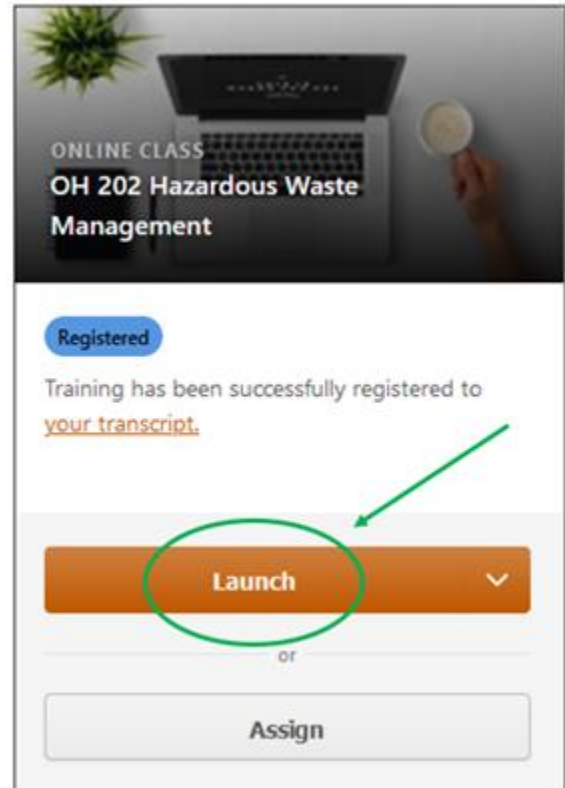 ONLINE CLASS
OH 202 Hazardous Waste
Management
Registered
Training has been successfully registered to
your transcript.
Launch
or
Assign